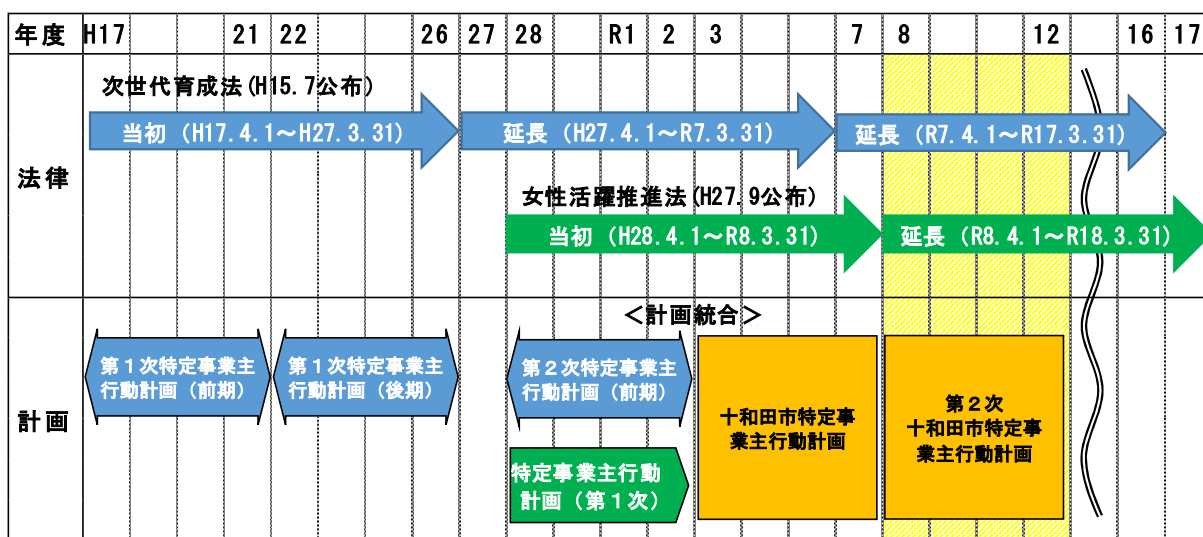 年度 H17 21 22 26 27 28 R1 2 3 7 8 12 16 17
法律
次世代育成法(H15.7公布)
当初（H17.4.1～H27.3.31）
延長（H27.4.1～R7.3.31）
延長（R7.4.1～R17.3.31）
女性活躍推進法(H27.9公布)
当初（H28.4.1～R8.3.31）
延長（R8.4.1～R18.3.31）
計画
＜計画統合＞
第１次特定事業主
行動計画（前期）
第１次特定事業主
行動計画（後期）
第２次特定事業主
行動計画（前期）
特定事業主行動
計画（第１次）
十和田市特定事
業主行動計画
第２次
十和田市特定事
業主行動計画